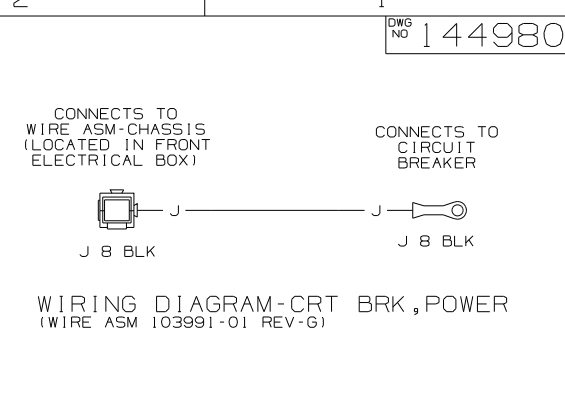 2
1
DWG
NO 144980
CONNECTS TO
WIRE ASM-CHASSIS
(LOCATED IN FRONT
ELECTRICAL BOX)
CONNECTS TO
CIRCUIT
BREAKER
J
J
J 8 BLK
J 8 BLK
WIRING DIAGRAM-CRT BRK,POWER
(WIRE ASM 103991-01 REV-G)